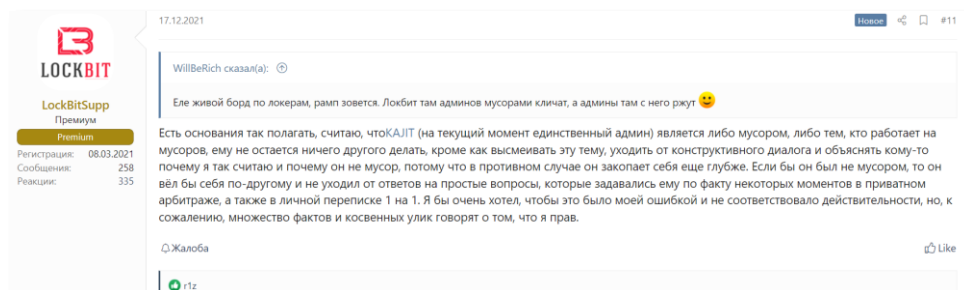 17.12.2021
Новое
#11
LOCKBIT
LockBitSupp
Премиум
Premium
Регистрация: 08.03.2021
Сообщения: 258
Реакции: 335
WillBeRich сказал(а):
Еле живой борд по локерам, рамп зовется. Локбит там админов мусорами кличат, а админы там с него ржут
Есть основания так полагать, считаю, чтоKAJIT (на текущий момент единственный админ) является либо мусором, либо тем, кто работает на
мусоров, ему не остается ничего другого делать, кроме как высмеивать эту тему, уходить от конструктивного диалога и объяснять кому-то
почему я так считаю и почему он не мусор, потому что в противном случае он закопает себя еще глубже. Если бы он был не мусором, то он
вёл бы себя по-другому и не уходил от ответов на простые вопросы, которые задавались ему по факту некоторых моментов в приватном
арбитраже, а также в личной переписке 1 на 1. Я бы очень хотел, чтобы это было моей ошибкой и не соответствовало действительности, но, к
сожалению, множество фактов и косвенных улик говорят о том, что я прав.
Жалоба
Like
r1z